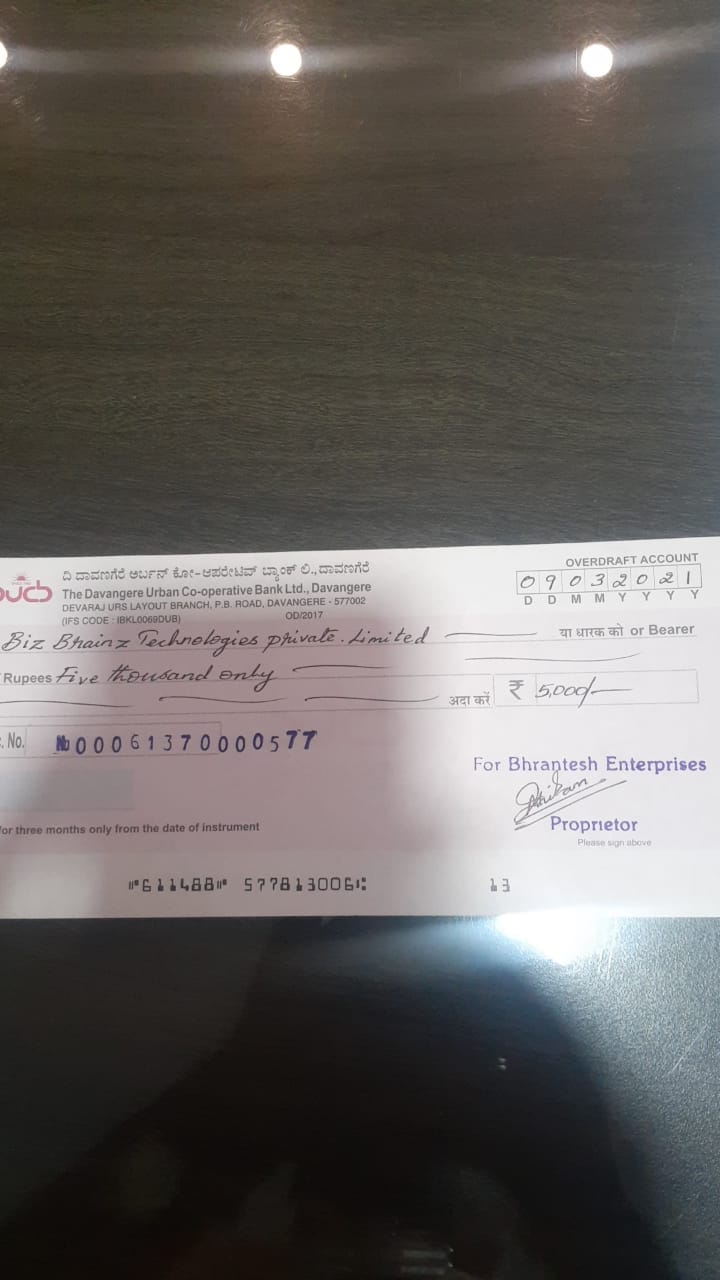 ದಿ ದಾವಣಗೆರೆ ಅರ್ಬನ್ ಕೋ-ಆಪರೇಟಿವ್ ಬ್ಯಾಂಕ್ ಲಿ., ದಾವಣಗೆರೆ
The Davangere Urban Co-operative Bank Ltd., Davangere
DEVARAJ URS LAYOUT BRANCH, P.B. ROAD, DAVANGERE - 577002
(IFS CODE : IBKL0069DUB) OD/2017
OVERDRAFT ACCOUNT
0 9 0 3 2 0 2 1
D D M M Y Y Y Y
Biz Brainz Technologies private. Limited या धारक को or Bearer
Rupees Five thousand only
अदा करें ₹ 5,000/-
. No. No 00061370000577
For Bhrantesh Enterprises
Proprietor
Please sign above
for three months only from the date of instrument
⑈611488⑈ 577813006⑆ 13